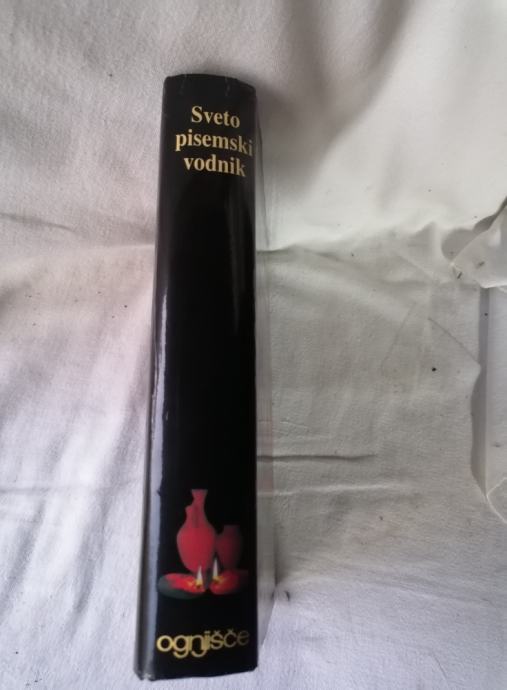 Sveto
pisemski
vodnik
ognjišče